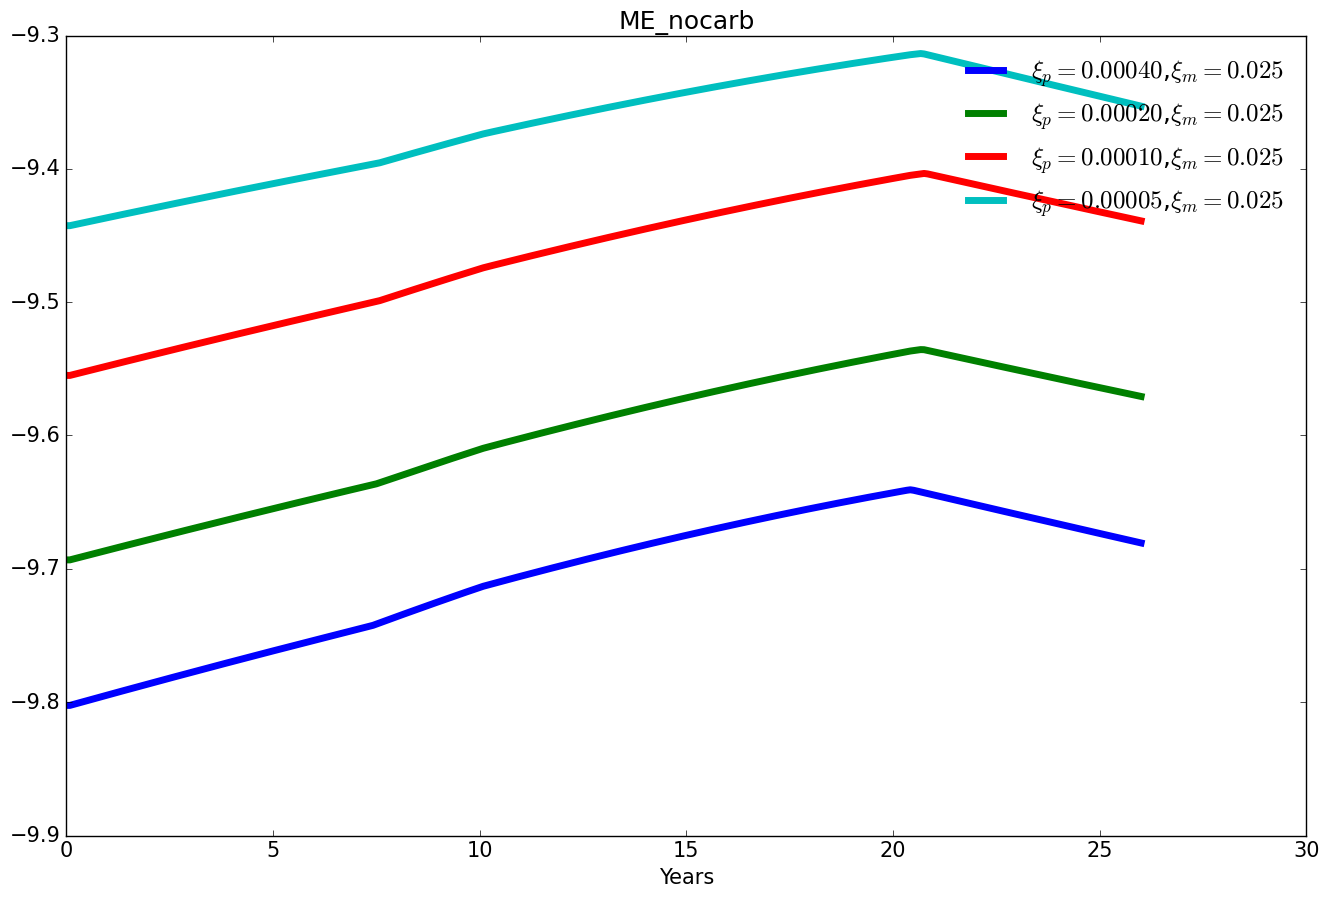 ME_nocarb
−9.3
−9.4
−9.5
−9.6
−9.7
−9.8
−9.9
ξp = 0.00040,ξm = 0.025
ξp = 0.00020,ξm = 0.025
ξp = 0.00010,ξm = 0.025
ξp = 0.00005,ξm = 0.025
0 5 10 15 20 25 30
Years